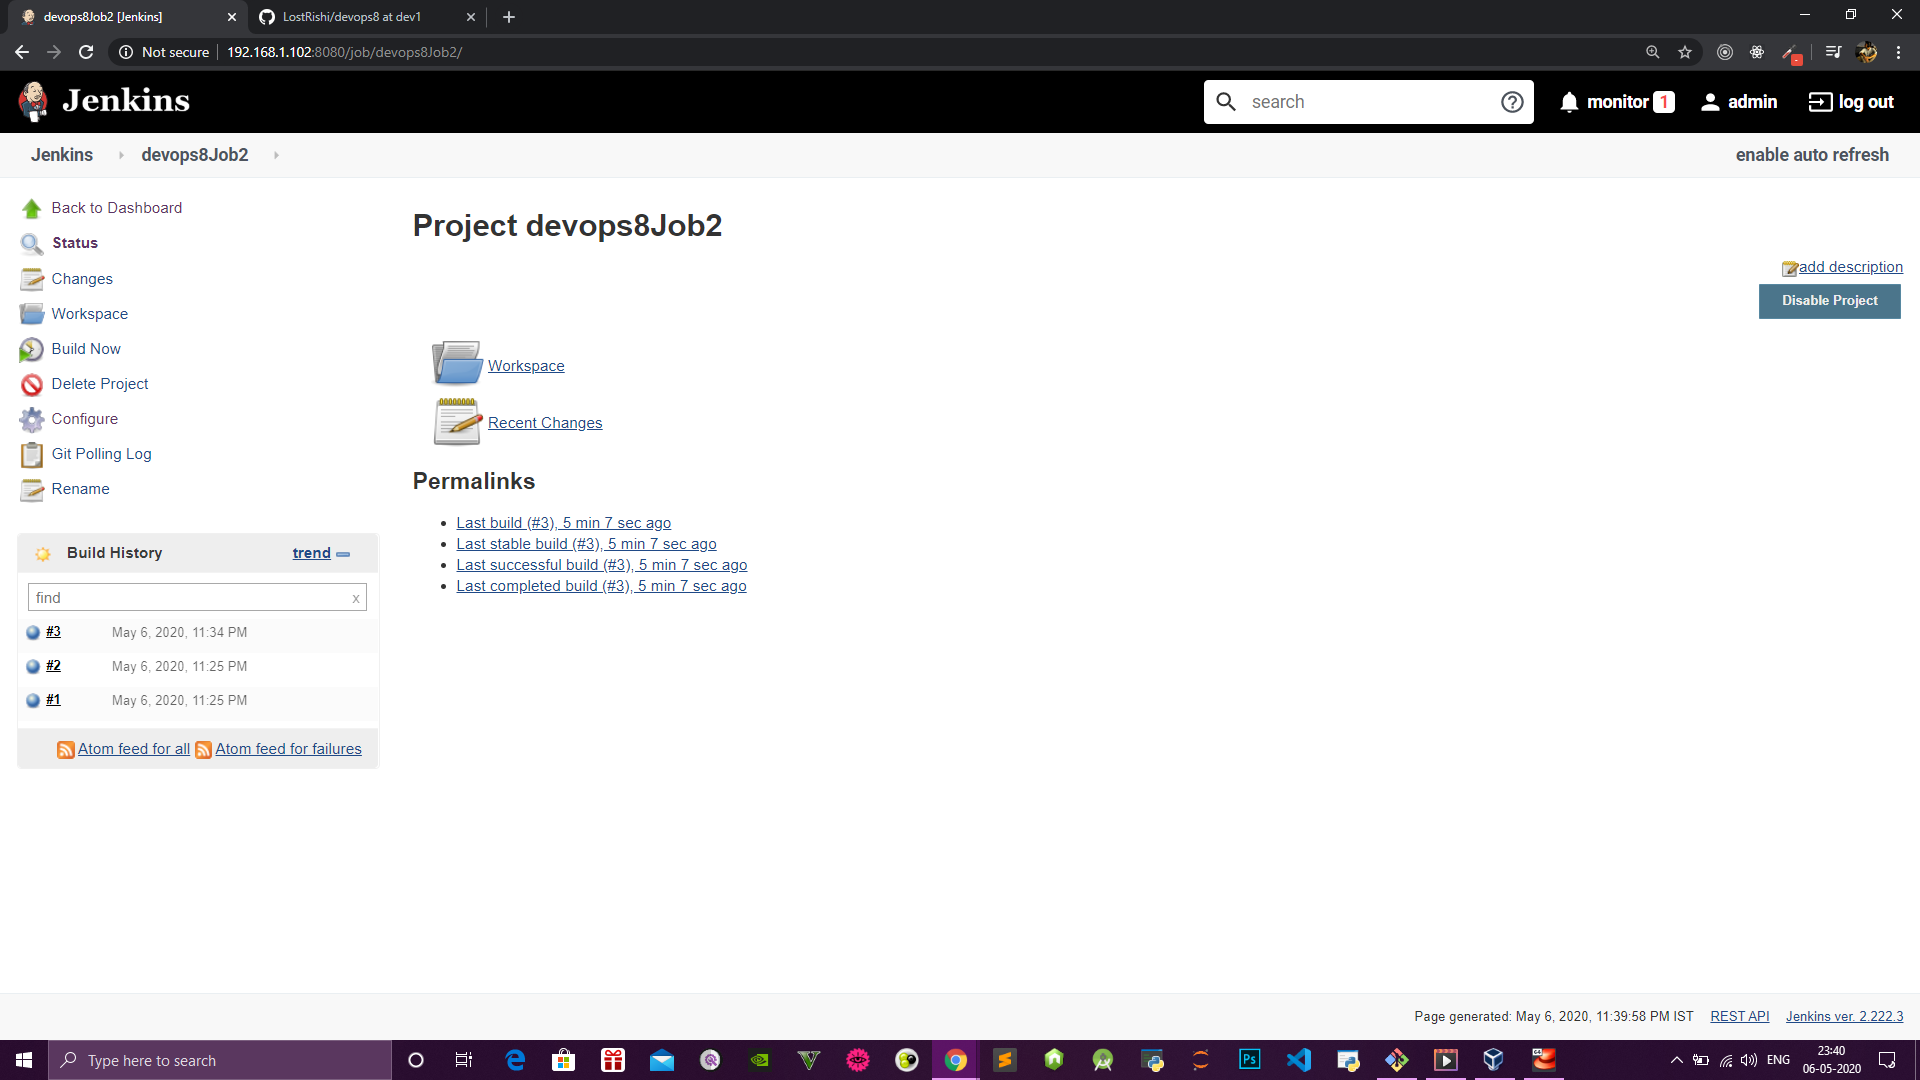 devops8Job2 [Jenkins]
LostRishi/devops8 at dev1
Not secure
192.168.1.102:8080/job/devops8Job2/
Jenkins
search
monitor 1
admin
log out
Jenkins
devops8Job2
enable auto refresh
Back to Dashboard
Status
Changes
Workspace
Build Now
Delete Project
Configure
Git Polling Log
Rename
Project devops8Job2
add description
Disable Project
Workspace
Recent Changes
Permalinks
Last build (#3), 5 min 7 sec ago
Last stable build (#3), 5 min 7 sec ago
Last successful build (#3), 5 min 7 sec ago
Last completed build (#3), 5 min 7 sec ago
Build History
trend
find
x
#3 May 6, 2020, 11:34 PM
#2 May 6, 2020, 11:25 PM
#1 May 6, 2020, 11:25 PM
Atom feed for all
Atom feed for failures
Page generated: May 6, 2020, 11:39:58 PM IST
REST API
Jenkins ver. 2.222.3
Type here to search
Ps
ENG
23:40
06-05-2020